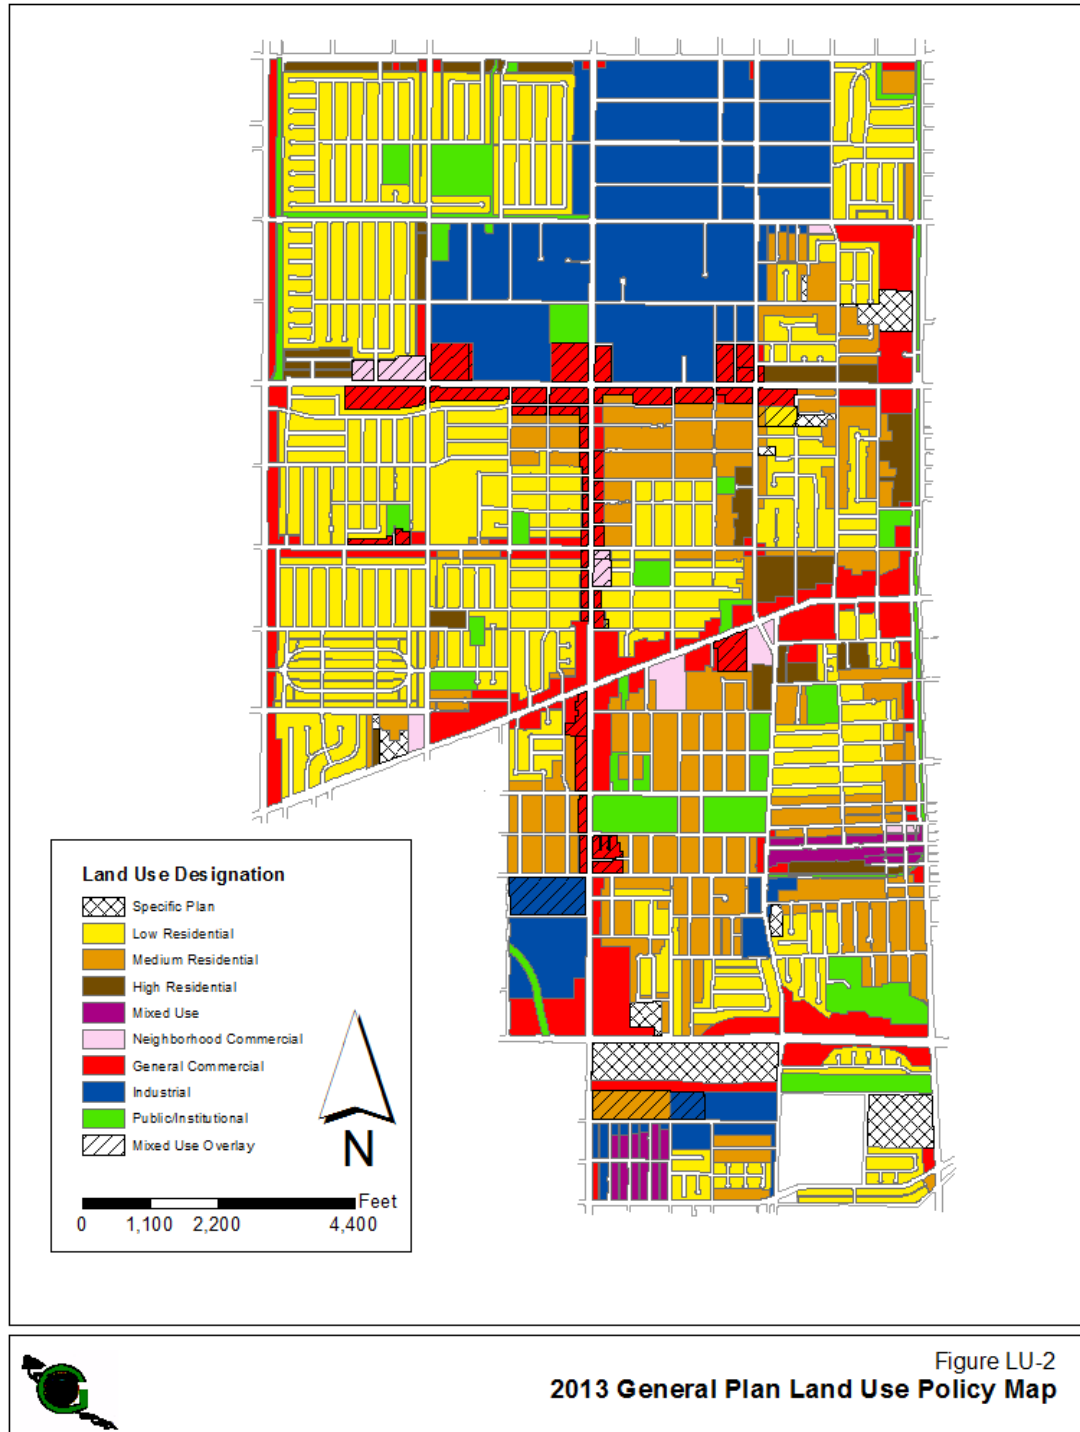 Land Use Designation
Specific Plan
Low Residential
Medium Residential
High Residential
Mixed Use
Neighborhood Commercial
General Commercial
Industrial
Public/Institutional
Mixed Use Overlay
N
Feet
0 1,100 2,200 4,400
G
Figure LU-2
2013 General Plan Land Use Policy Map